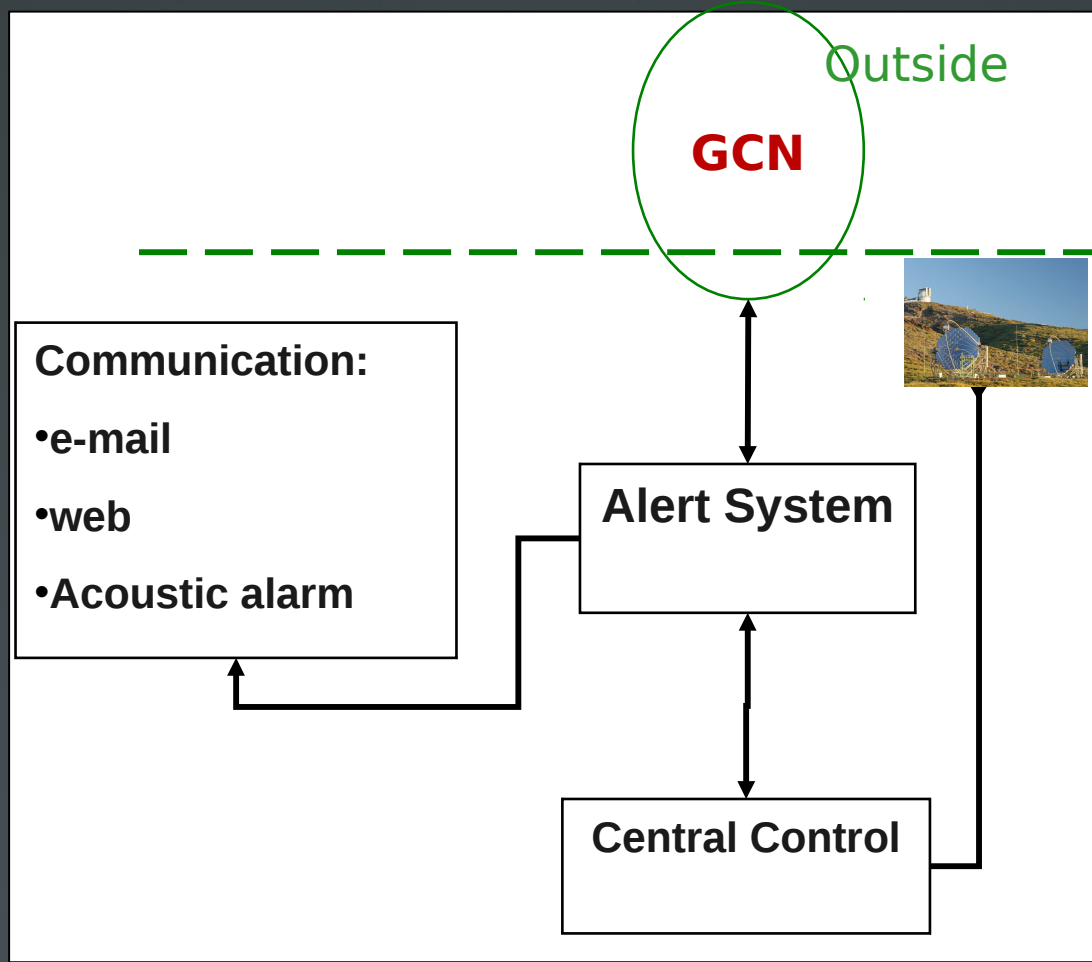 Outside
GCN
Communication:
•e-mail
•web
•Acoustic alarm
Alert System
Central Control